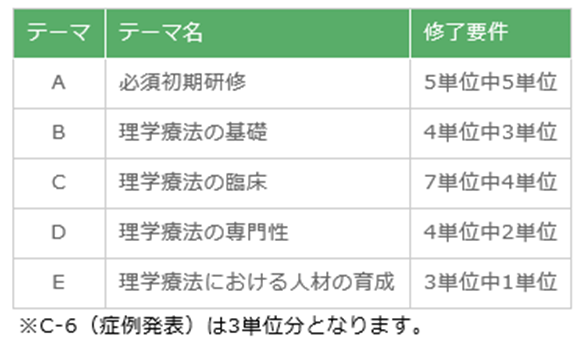 テーマ テーマ名 修了要件
A 必須初期研修 5単位中5単位
B 理学療法の基礎 4単位中3単位
C 理学療法の臨床 7単位中4単位
D 理学療法の専門性 4単位中2単位
E 理学療法における人材の育成 3単位中1単位
※C-6（症例発表）は3単位分となります。